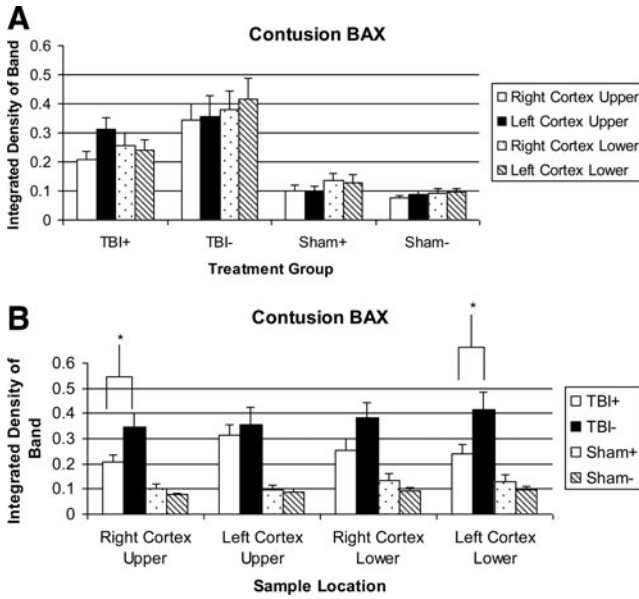 A
Contusion BAX
Integrated Density of Band
0.6
0.5
0.4
0.3
0.2
0.1
0
TBI+ TBI- Sham+ Sham-
Treatment Group
Right Cortex Upper
Left Cortex Upper
Right Cortex Lower
Left Cortex Lower
B
Contusion BAX
*
*
Integrated Density of
Band
0.6
0.5
0.4
0.3
0.2
0.1
0
Right Cortex Left Cortex Right Cortex Left Cortex
Upper Upper Lower Lower
Sample Location
TBI+
TBI-
Sham+
Sham-